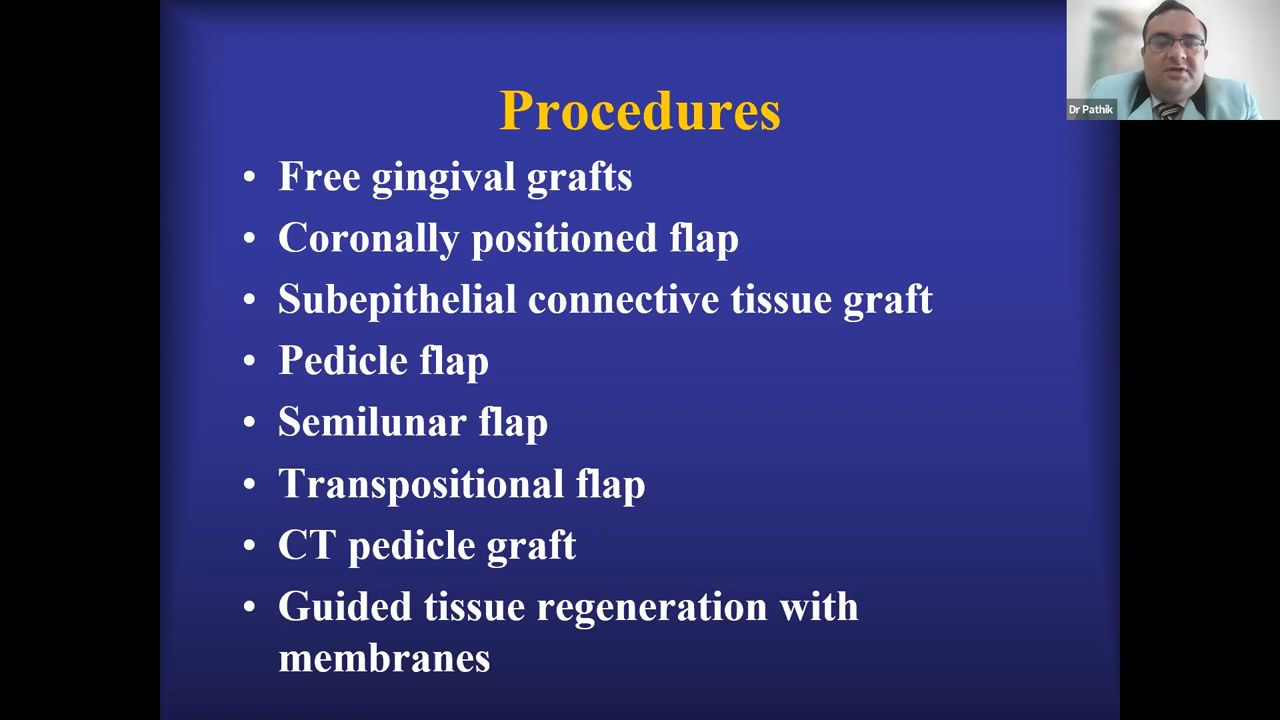 Procedures
• Free gingival grafts
• Coronally positioned flap
• Subepithelial connective tissue graft
• Pedicle flap
• Semilunar flap
• Transpositional flap
• CT pedicle graft
• Guided tissue regeneration with
membranes
Dr Pathik